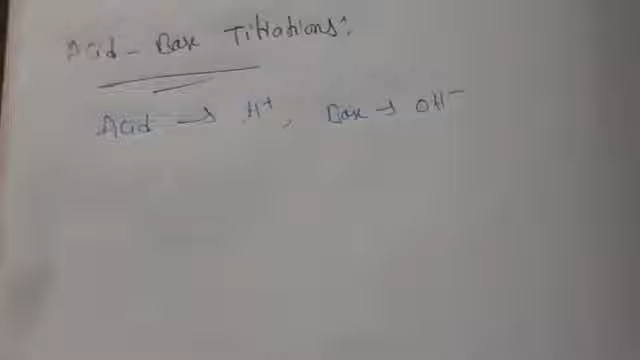 Acid - Base Titrations:
Acid → H⁺, Base → OH⁻